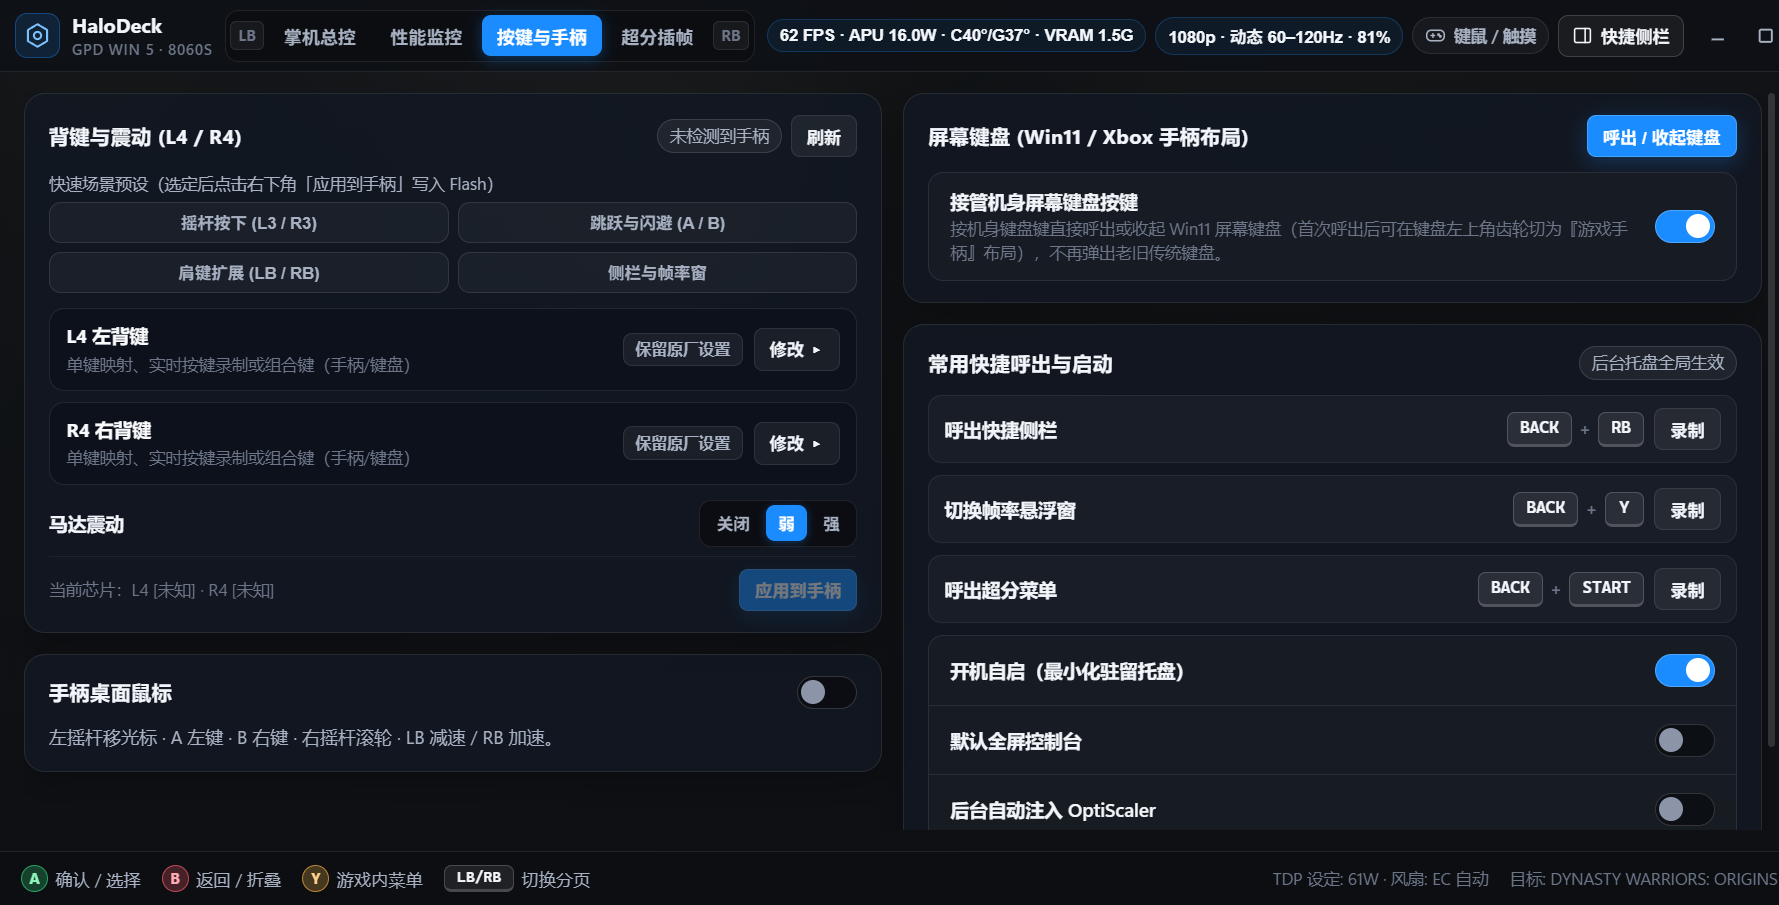 HaloDeck
GPD WIN 5 · 8060S
LB
掌机总控
性能监控
按键与手柄
超分插帧
RB
62 FPS · APU 16.0W · C40°/G37° · VRAM 1.5G
1080p · 动态 60–120Hz · 81%
键鼠 / 触摸
快捷侧栏
背键与震动 (L4 / R4)
未检测到手柄
刷新
快速场景预设（选定后点击右下角「应用到手柄」写入 Flash）
摇杆按下 (L3 / R3)
跳跃与闪避 (A / B)
肩键扩展 (LB / RB)
侧栏与帧率窗
L4 左背键
单键映射、实时按键录制或组合键（手柄/键盘）
保留原厂设置
修改 ▸
R4 右背键
单键映射、实时按键录制或组合键（手柄/键盘）
保留原厂设置
修改 ▸
马达震动
关闭
弱
强
当前芯片：L4 [未知] · R4 [未知]
应用到手柄
手柄桌面鼠标
左摇杆移光标 · A 左键 · B 右键 · 右摇杆滚轮 · LB 减速 / RB 加速。
屏幕键盘 (Win11 / Xbox 手柄布局)
呼出 / 收起键盘
接管机身屏幕键盘按键
按机身键盘键直接呼出或收起 Win11 屏幕键盘（首次呼出后可在键盘左上角齿轮切为『游戏手
柄』布局），不再弹出老旧传统键盘。
常用快捷呼出与启动
后台托盘全局生效
呼出快捷侧栏
BACK + RB
录制
切换帧率悬浮窗
BACK + Y
录制
呼出超分菜单
BACK + START
录制
开机自启（最小化驻留托盘）
默认全屏控制台
后台自动注入 OptiScaler
A 确认 / 选择
B 返回 / 折叠
Y 游戏内菜单
LB/RB 切换分页
TDP 设定: 61W · 风扇: EC 自动
目标: DYNASTY WARRIORS: ORIGINS